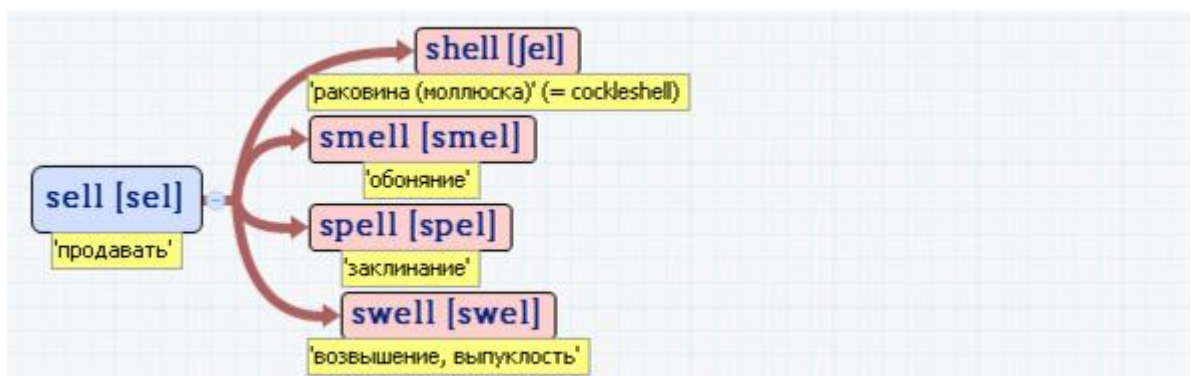 shell [ʃel]
'раковина (моллюска)' (= cockleshell)
smell [smel]
'обоняние'
sell [sel]
'продавать'
spell [spel]
'заклинание'
swell [swel]
'возвышение, выпуклость'